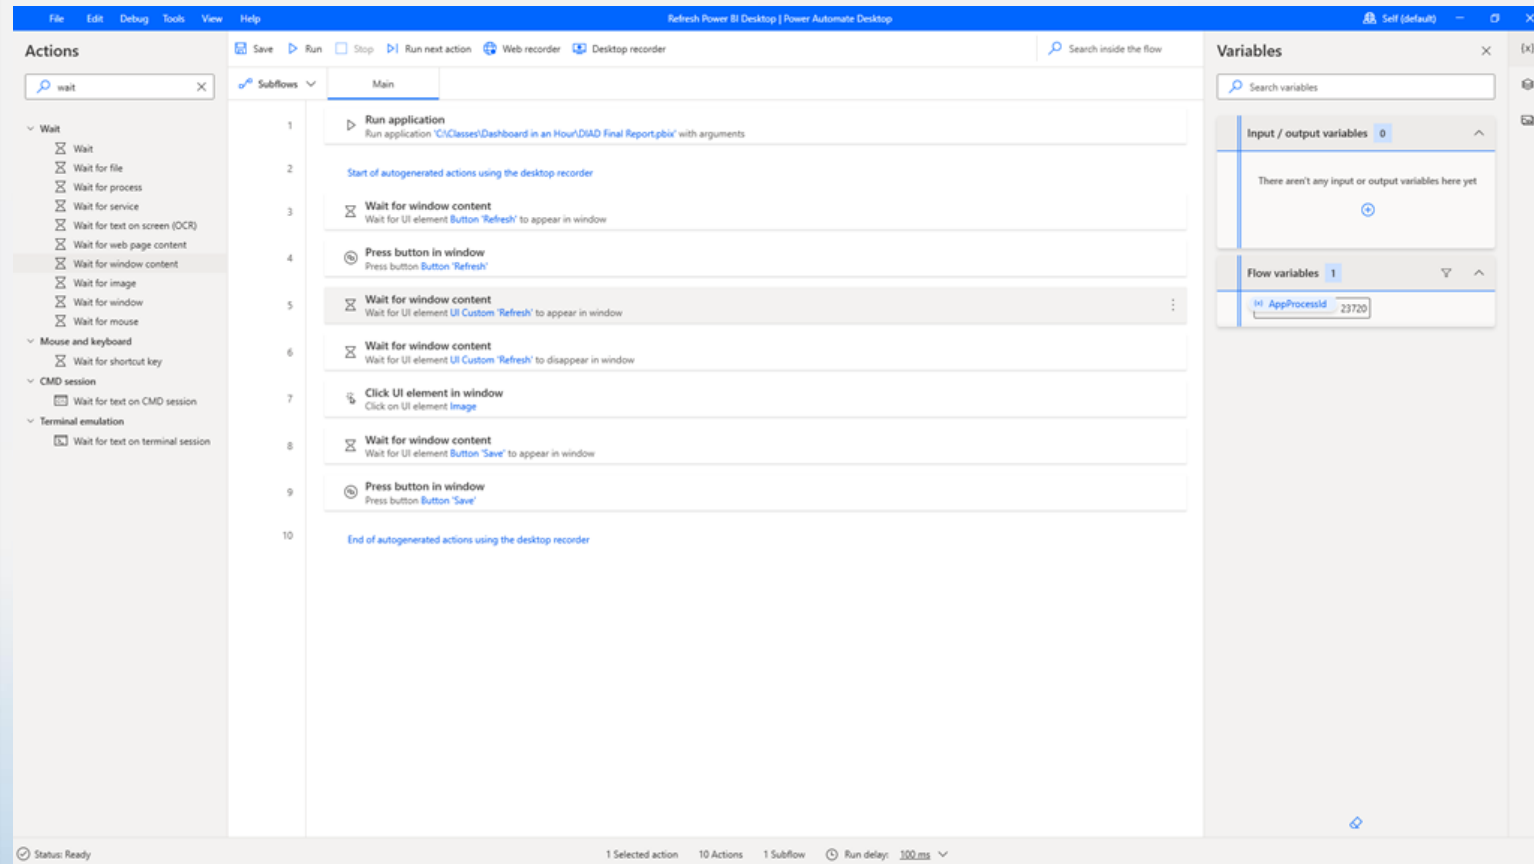 File Edit Debug Tools View Help
Refresh Power BI Desktop | Power Automate Desktop
Self (default)
Actions
wait
Wait
Wait
Wait for file
Wait for process
Wait for service
Wait for text on screen (OCR)
Wait for web page content
Wait for window content
Wait for image
Wait for window
Wait for mouse
Mouse and keyboard
Wait for shortcut key
CMD session
Wait for text on CMD session
Terminal emulation
Wait for text on terminal session
Save Run Stop Run next action Web recorder Desktop recorder
Search inside the flow
Subflows
Main
1
Run application
Run application 'C:\Classes\Dashboard in an Hour\DIAD Final Report.pbix' with arguments
2
Start of autogenerated actions using the desktop recorder
3
Wait for window content
Wait for UI element Button 'Refresh' to appear in window
4
Press button in window
Press button Button 'Refresh'
5
Wait for window content
Wait for UI element UI Custom 'Refresh' to appear in window
6
Wait for window content
Wait for UI element UI Custom 'Refresh' to disappear in window
7
Click UI element in window
Click on UI element Image
8
Wait for window content
Wait for UI element Button 'Save' to appear in window
9
Press button in window
Press button Button 'Save'
10
End of autogenerated actions using the desktop recorder
Variables
{x}
Search variables
Input / output variables 0
There aren't any input or output variables here yet
Flow variables 1
(x) AppProcessId 23720
Status: Ready
1 Selected action 10 Actions 1 Subflow Run delay: 100 ms